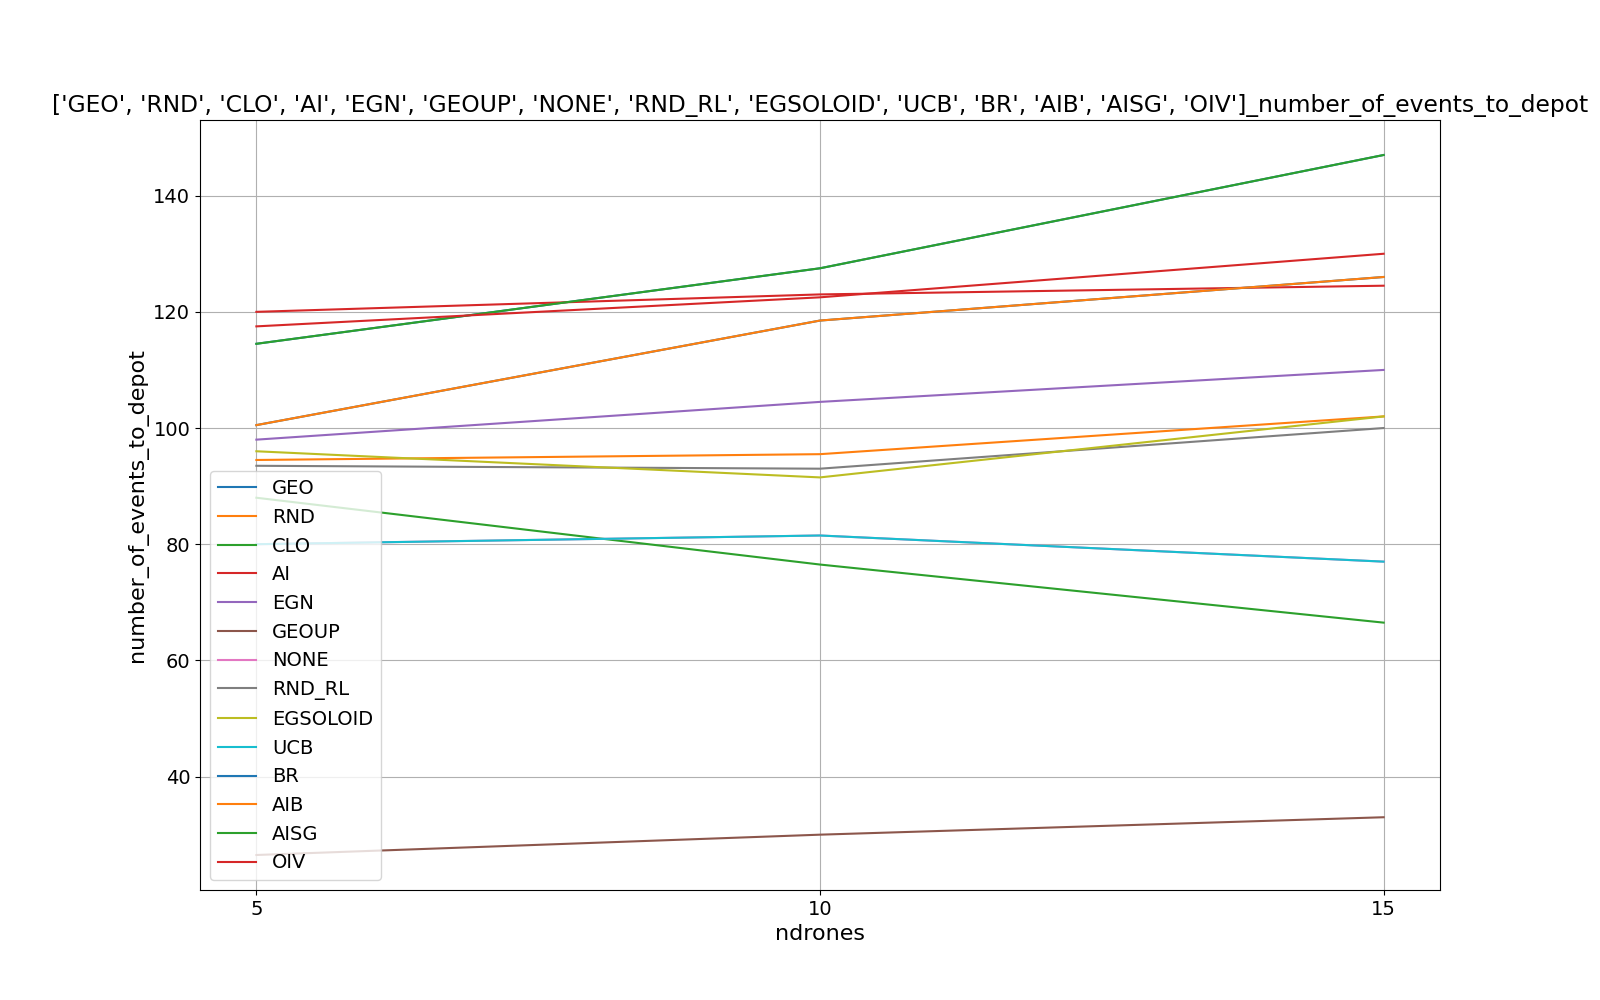 ['GEO', 'RND', 'CLO', 'AI', 'EGN', 'GEOUP', 'NONE', 'RND_RL', 'EGSOLOID', 'UCB', 'BR', 'AIB', 'AISG', 'OIV']_number_of_events_to_depot
number_of_events_to_depot
140
120
100
80
60
40
GEO
RND
CLO
AI
EGN
GEOUP
NONE
RND_RL
EGSOLOID
UCB
BR
AIB
AISG
OIV
5 10 15
ndrones